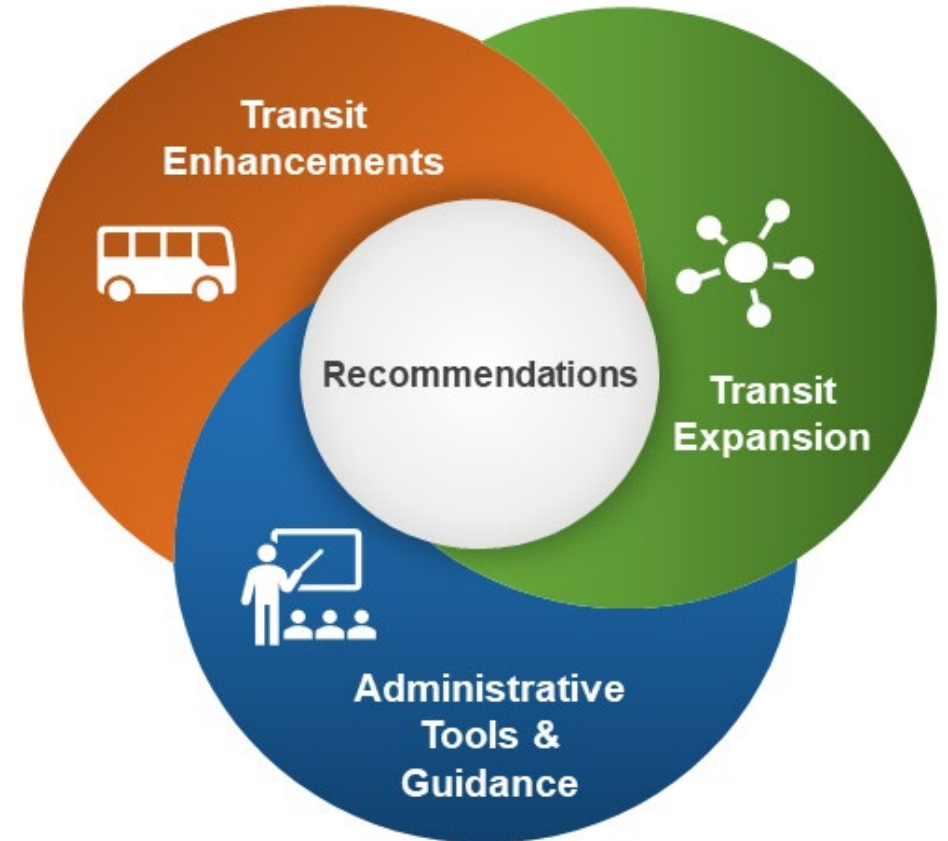 Transit
Enhancements
Recommendations
Transit
Expansion
Administrative
Tools &
Guidance